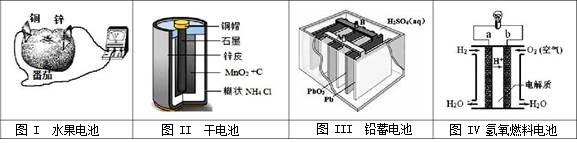 铜 锌
番茄
图 I 水果电池
铜帽
石墨
锌皮
MnO2 +C
糊状 NH4 Cl
图 II 干电池
A
B
H2SO4(aq)
PbO2
Pb
图 III 铅蓄电池
a b
H2 O2 (空气)
H+
电解质
H2O H2O
图 IV 氢氧燃料电池